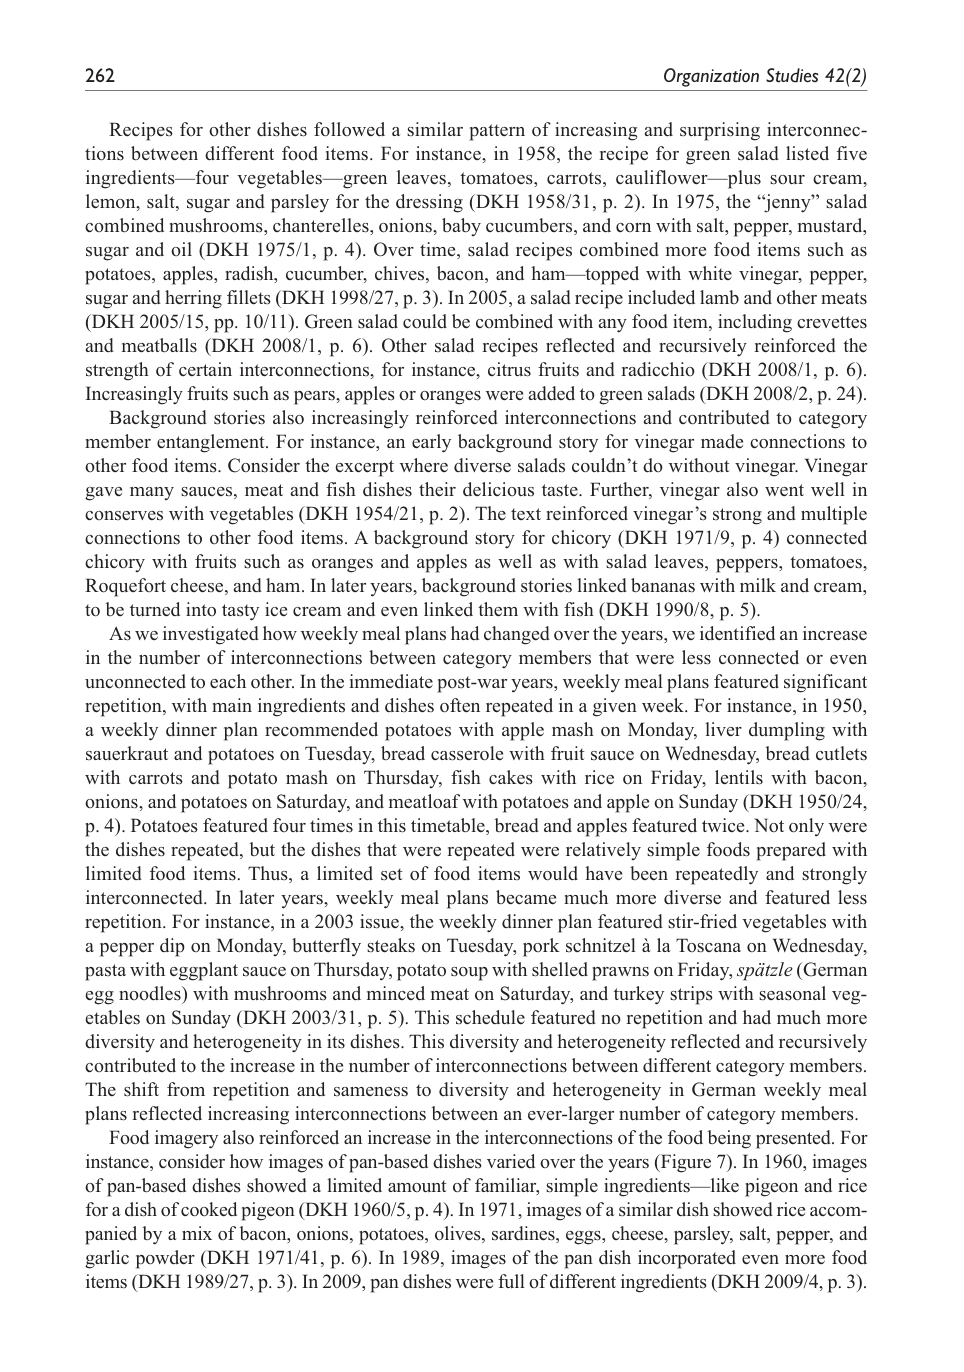 262
Organization Studies 42(2)
Recipes for other dishes followed a similar pattern of increasing and surprising interconnec-
tions between different food items. For instance, in 1958, the recipe for green salad listed five
ingredients—four vegetables—green leaves, tomatoes, carrots, cauliflower—plus sour cream,
lemon, salt, sugar and parsley for the dressing (DKH 1958/31, p. 2). In 1975, the “jenny” salad
combined mushrooms, chanterelles, onions, baby cucumbers, and corn with salt, pepper, mustard,
sugar and oil (DKH 1975/1, p. 4). Over time, salad recipes combined more food items such as
potatoes, apples, radish, cucumber, chives, bacon, and ham—topped with white vinegar, pepper,
sugar and herring fillets (DKH 1998/27, p. 3). In 2005, a salad recipe included lamb and other meats
(DKH 2005/15, pp. 10/11). Green salad could be combined with any food item, including crevettes
and meatballs (DKH 2008/1, p. 6). Other salad recipes reflected and recursively reinforced the
strength of certain interconnections, for instance, citrus fruits and radicchio (DKH 2008/1, p. 6).
Increasingly fruits such as pears, apples or oranges were added to green salads (DKH 2008/2, p. 24).
Background stories also increasingly reinforced interconnections and contributed to category
member entanglement. For instance, an early background story for vinegar made connections to
other food items. Consider the excerpt where diverse salads couldn’t do without vinegar. Vinegar
gave many sauces, meat and fish dishes their delicious taste. Further, vinegar also went well in
conserves with vegetables (DKH 1954/21, p. 2). The text reinforced vinegar’s strong and multiple
connections to other food items. A background story for chicory (DKH 1971/9, p. 4) connected
chicory with fruits such as oranges and apples as well as with salad leaves, peppers, tomatoes,
Roquefort cheese, and ham. In later years, background stories linked bananas with milk and cream,
to be turned into tasty ice cream and even linked them with fish (DKH 1990/8, p. 5).
As we investigated how weekly meal plans had changed over the years, we identified an increase
in the number of interconnections between category members that were less connected or even
unconnected to each other. In the immediate post-war years, weekly meal plans featured significant
repetition, with main ingredients and dishes often repeated in a given week. For instance, in 1950,
a weekly dinner plan recommended potatoes with apple mash on Monday, liver dumpling with
sauerkraut and potatoes on Tuesday, bread casserole with fruit sauce on Wednesday, bread cutlets
with carrots and potato mash on Thursday, fish cakes with rice on Friday, lentils with bacon,
onions, and potatoes on Saturday, and meatloaf with potatoes and apple on Sunday (DKH 1950/24,
p. 4). Potatoes featured four times in this timetable, bread and apples featured twice. Not only were
the dishes repeated, but the dishes that were repeated were relatively simple foods prepared with
limited food items. Thus, a limited set of food items would have been repeatedly and strongly
interconnected. In later years, weekly meal plans became much more diverse and featured less
repetition. For instance, in a 2003 issue, the weekly dinner plan featured stir-fried vegetables with
a pepper dip on Monday, butterfly steaks on Tuesday, pork schnitzel à la Toscana on Wednesday,
pasta with eggplant sauce on Thursday, potato soup with shelled prawns on Friday, spätzle (German
egg noodles) with mushrooms and minced meat on Saturday, and turkey strips with seasonal veg-
etables on Sunday (DKH 2003/31, p. 5). This schedule featured no repetition and had much more
diversity and heterogeneity in its dishes. This diversity and heterogeneity reflected and recursively
contributed to the increase in the number of interconnections between different category members.
The shift from repetition and sameness to diversity and heterogeneity in German weekly meal
plans reflected increasing interconnections between an ever-larger number of category members.
Food imagery also reinforced an increase in the interconnections of the food being presented. For
instance, consider how images of pan-based dishes varied over the years (Figure 7). In 1960, images
of pan-based dishes showed a limited amount of familiar, simple ingredients—like pigeon and rice
for a dish of cooked pigeon (DKH 1960/5, p. 4). In 1971, images of a similar dish showed rice accom-
panied by a mix of bacon, onions, potatoes, olives, sardines, eggs, cheese, parsley, salt, pepper, and
garlic powder (DKH 1971/41, p. 6). In 1989, images of the pan dish incorporated even more food
items (DKH 1989/27, p. 3). In 2009, pan dishes were full of different ingredients (DKH 2009/4, p. 3).